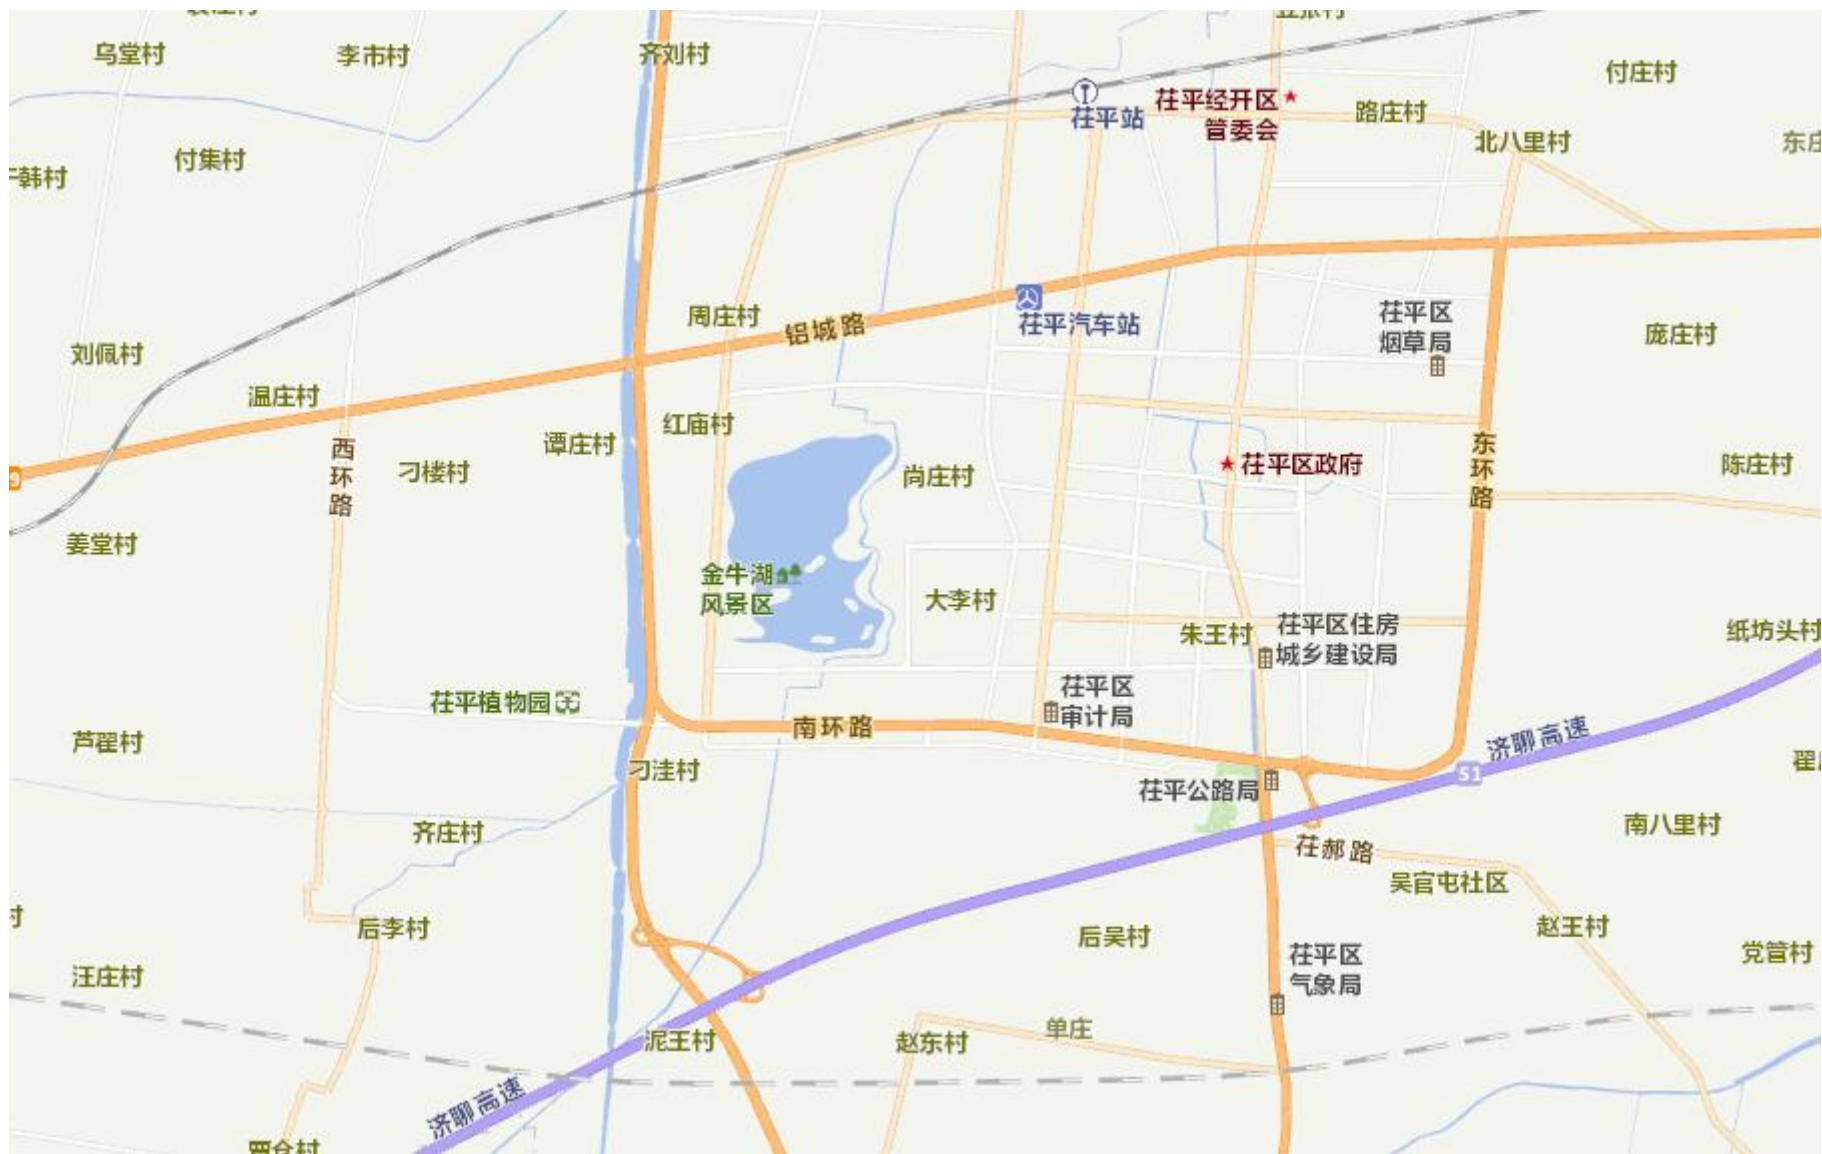 乌堂村
李市村
齐刘村
付庄村
茌平经开区
管委会
茌平站
路庄村
北八里村
付集村
韩村
周庄村
铝城路
茌平汽车站
茌平区
烟草局
庞庄村
刘佩村
温庄村
红庙村
谭庄村
西环路
刁楼村
尚庄村
茌平区政府
东环路
陈庄村
姜堂村
金牛湖
风景区
大李村
朱王村
茌平区住房
城乡建设局
纸坊头村
茌平植物园
茌平区
审计局
南环路
济聊高速
S1
芦翟村
刁洼村
茌平公路局
齐庄村
茌郝路
南八里村
吴官屯社区
后李村
后吴村
赵王村
党管村
茌平区
气象局
汪庄村
泥王村
赵东村
单庄
济聊高速